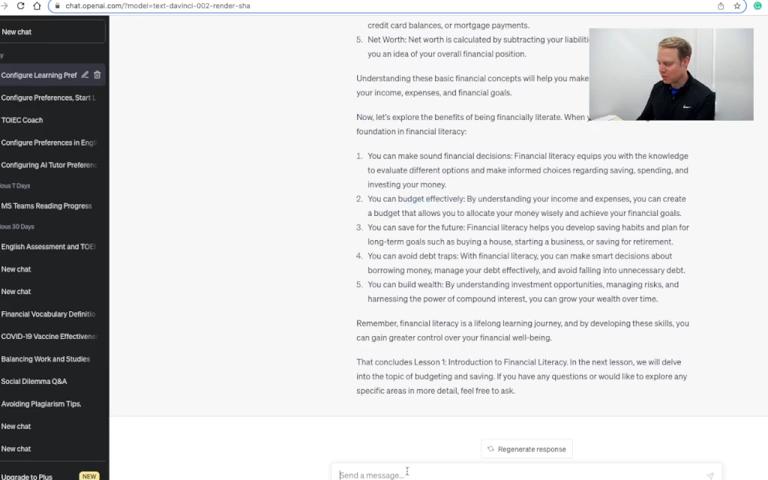 chat.openai.com/?model=text-davinci-002-render-sha
New chat
y
Configure Learning Pref
Configure Preferences, Start L
TOIEC Coach
Configure Preferences in Engl
Configuring AI Tutor Preferenc
ious 7 Days
MS Teams Reading Progress
ious 30 Days
English Assessment and TOEI
New chat
New chat
Financial Vocabulary Definitio
COVID-19 Vaccine Effectivene
Balancing Work and Studies
Social Dilemma Q&A
Avoiding Plagiarism Tips.
New chat
New chat
Upgrade to Plus NEW
credit card balances, or mortgage payments.
5. Net Worth: Net worth is calculated by subtracting your liabiliti
you an idea of your overall financial position.
Understanding these basic financial concepts will help you make
your income, expenses, and financial goals.
Now, let's explore the benefits of being financially literate. When y
foundation in financial literacy:
1. You can make sound financial decisions: Financial literacy equips you with the knowledge
to evaluate different options and make informed choices regarding saving, spending, and
investing your money.
2. You can budget effectively: By understanding your income and expenses, you can create
a budget that allows you to allocate your money wisely and achieve your financial goals.
3. You can save for the future: Financial literacy helps you develop saving habits and plan for
long-term goals such as buying a house, starting a business, or saving for retirement.
4. You can avoid debt traps: With financial literacy, you can make smart decisions about
borrowing money, manage your debt effectively, and avoid falling into unnecessary debt.
5. You can build wealth: By understanding investment opportunities, managing risks, and
harnessing the power of compound interest, you can grow your wealth over time.
Remember, financial literacy is a lifelong learning journey, and by developing these skills, you
can gain greater control over your financial well-being.
That concludes Lesson 1: Introduction to Financial Literacy. In the next lesson, we will delve
into the topic of budgeting and saving. If you have any questions or would like to explore any
specific areas in more detail, feel free to ask.
Regenerate response
Send a message...